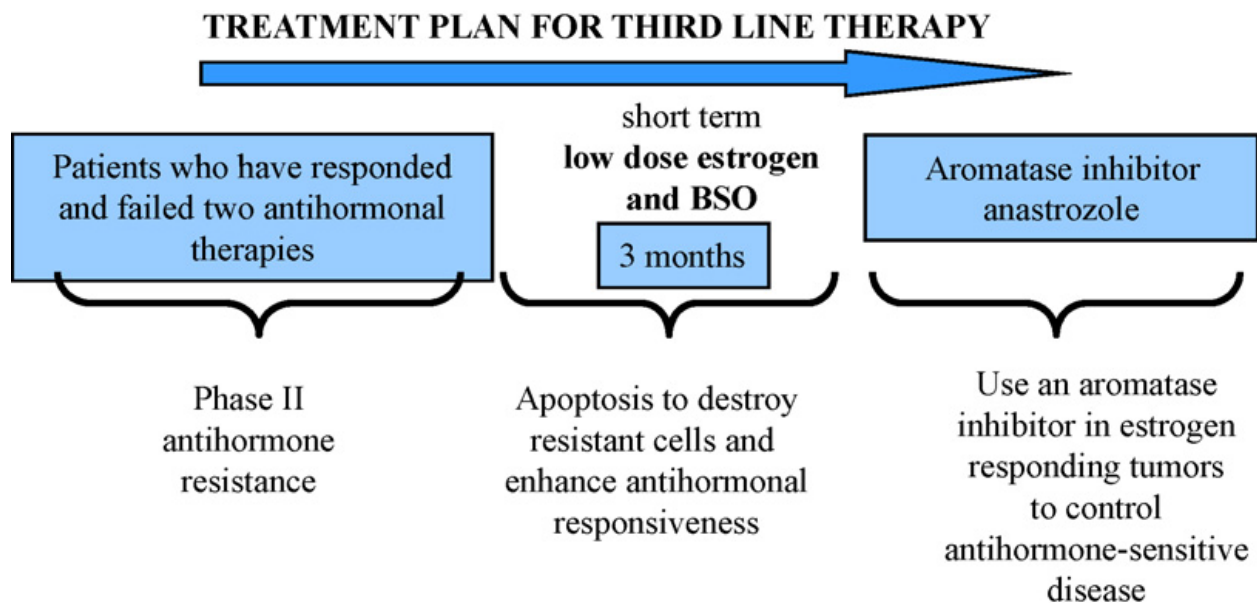 TREATMENT PLAN FOR THIRD LINE THERAPY
Patients who have responded
and failed two antihormonal
therapies
short term
low dose estrogen
and BSO
3 months
Aromatase inhibitor
anastrozole
Phase II
antihormone
resistance
Apoptosis to destroy
resistant cells and
enhance antihormonal
responsiveness
Use an aromatase
inhibitor in estrogen
responding tumors
to control
antihormone-sensitive
disease